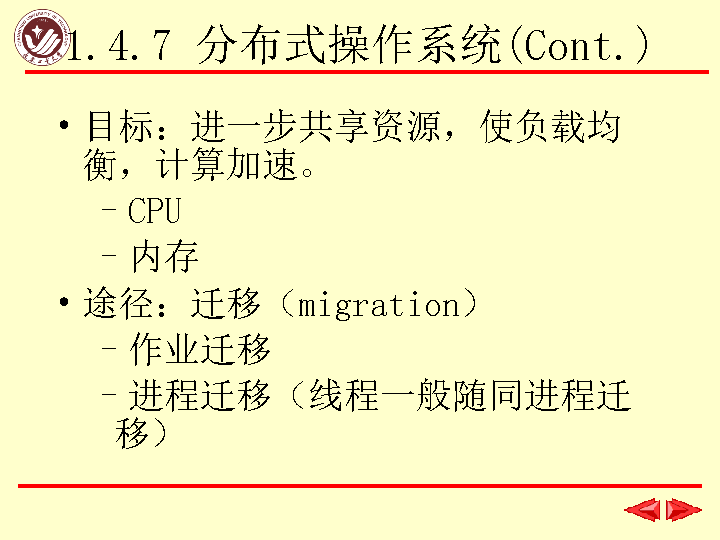 1.4.7 分布式操作系统(Cont.)
•目标：进一步共享资源，使负载均
衡，计算加速。
–CPU
–内存
•途径：迁移（migration）
–作业迁移
–进程迁移（线程一般随同进程迁
移）